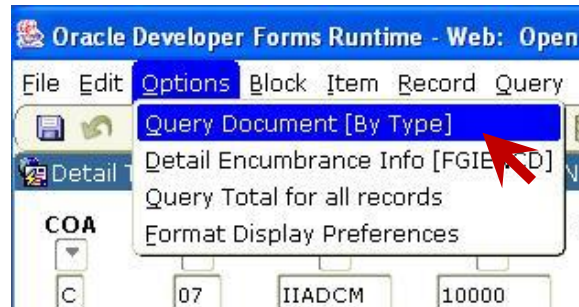 Oracle Developer Forms Runtime - Web: Open
File Edit Options Block Item Record Query
Query Document [By Type]
Detail Encumbrance Info [FGIE CD]
Detail T
Query Total for all records
COA
Format Display Preferences
C 07 IIADCM 10000